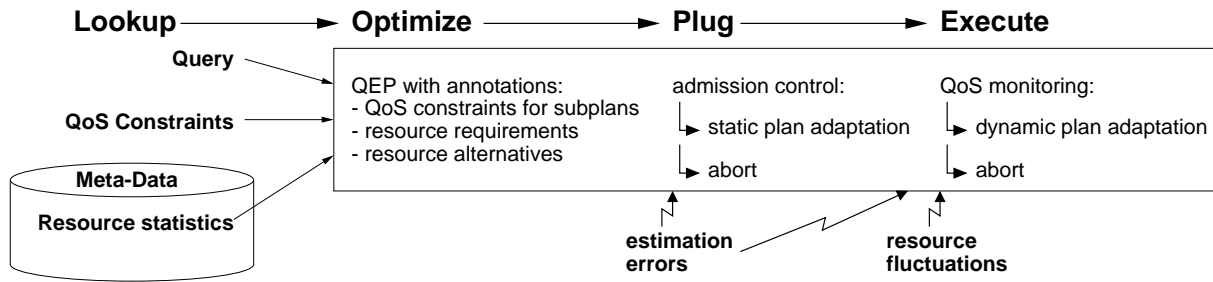 Lookup Optimize Plug Execute
Query
QoS Constraints
Meta-Data
Resource statistics
QEP with annotations:
- QoS constraints for subplans
- resource requirements
- resource alternatives
admission control:
static plan adaptation
abort
QoS monitoring:
dynamic plan adaptation
abort
estimation
errors
resource
fluctuations